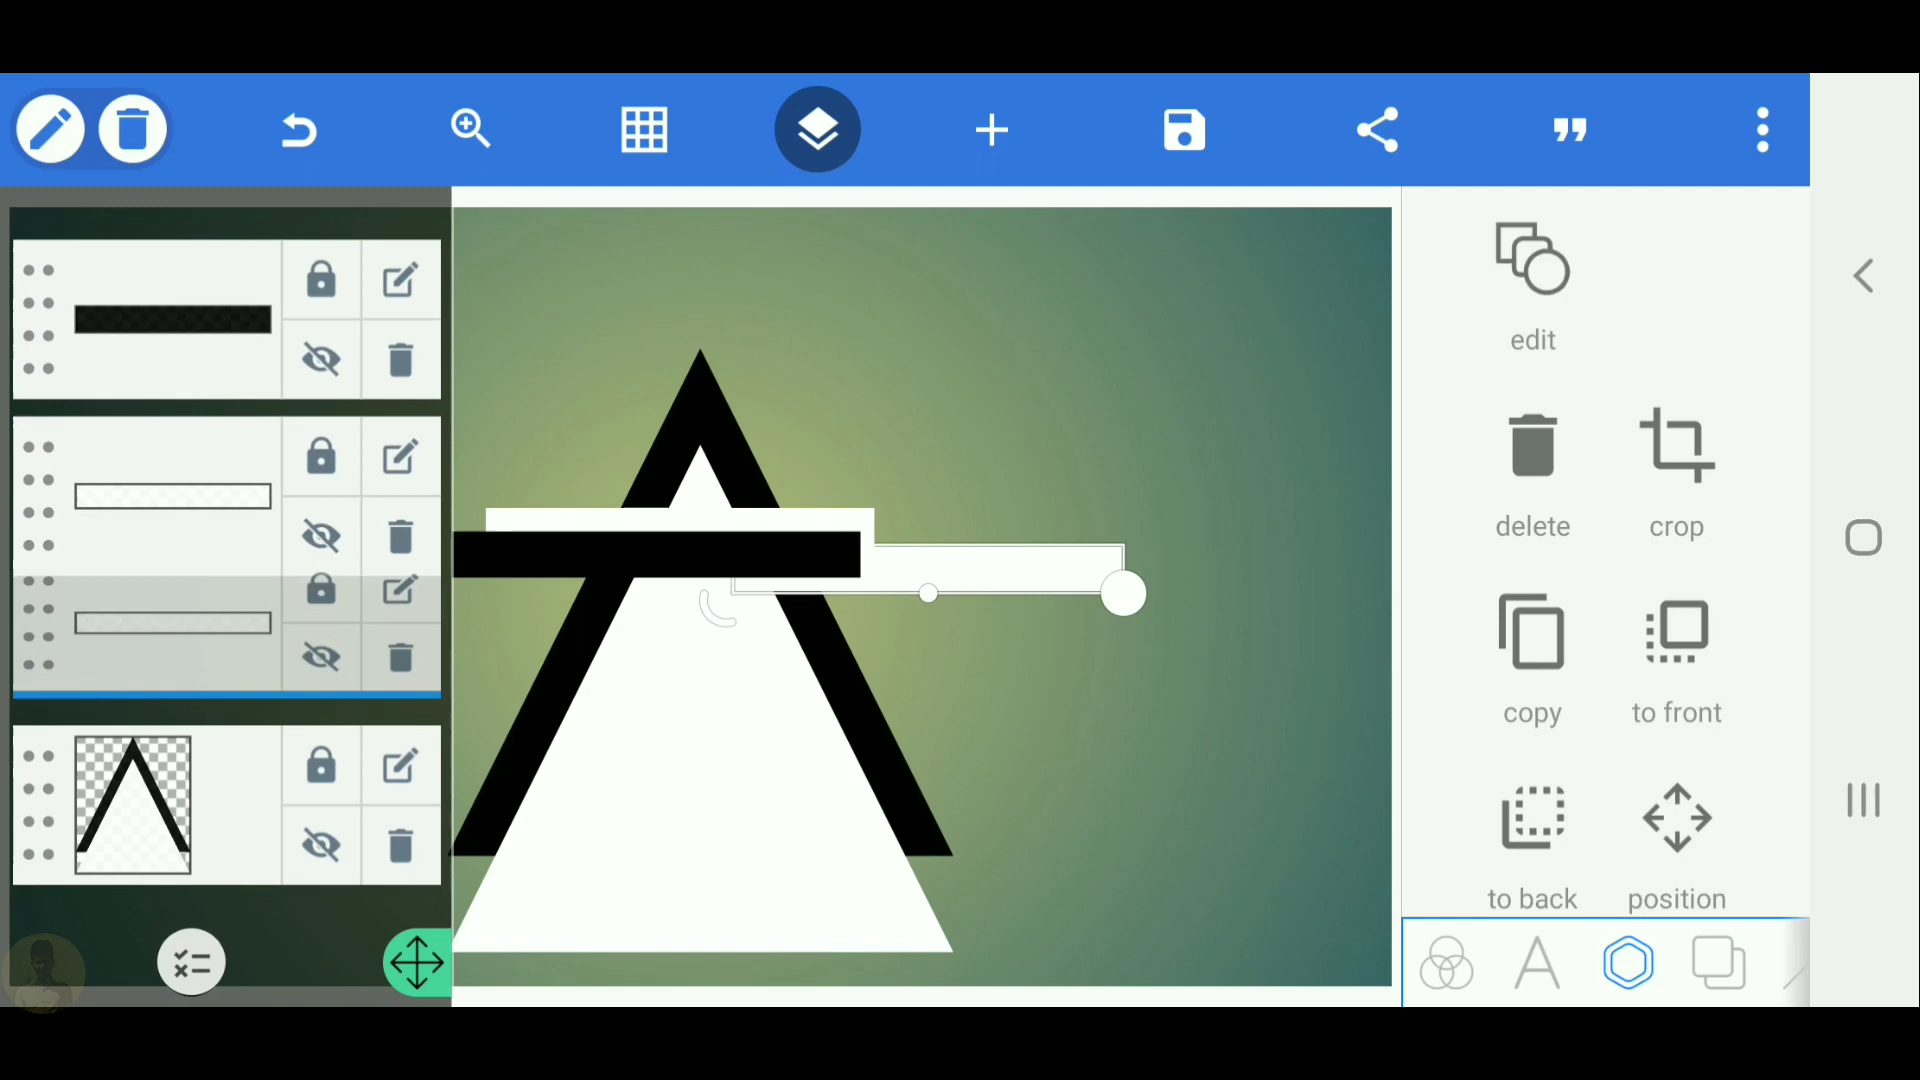 edit
delete
crop
copy
to front
to back
position